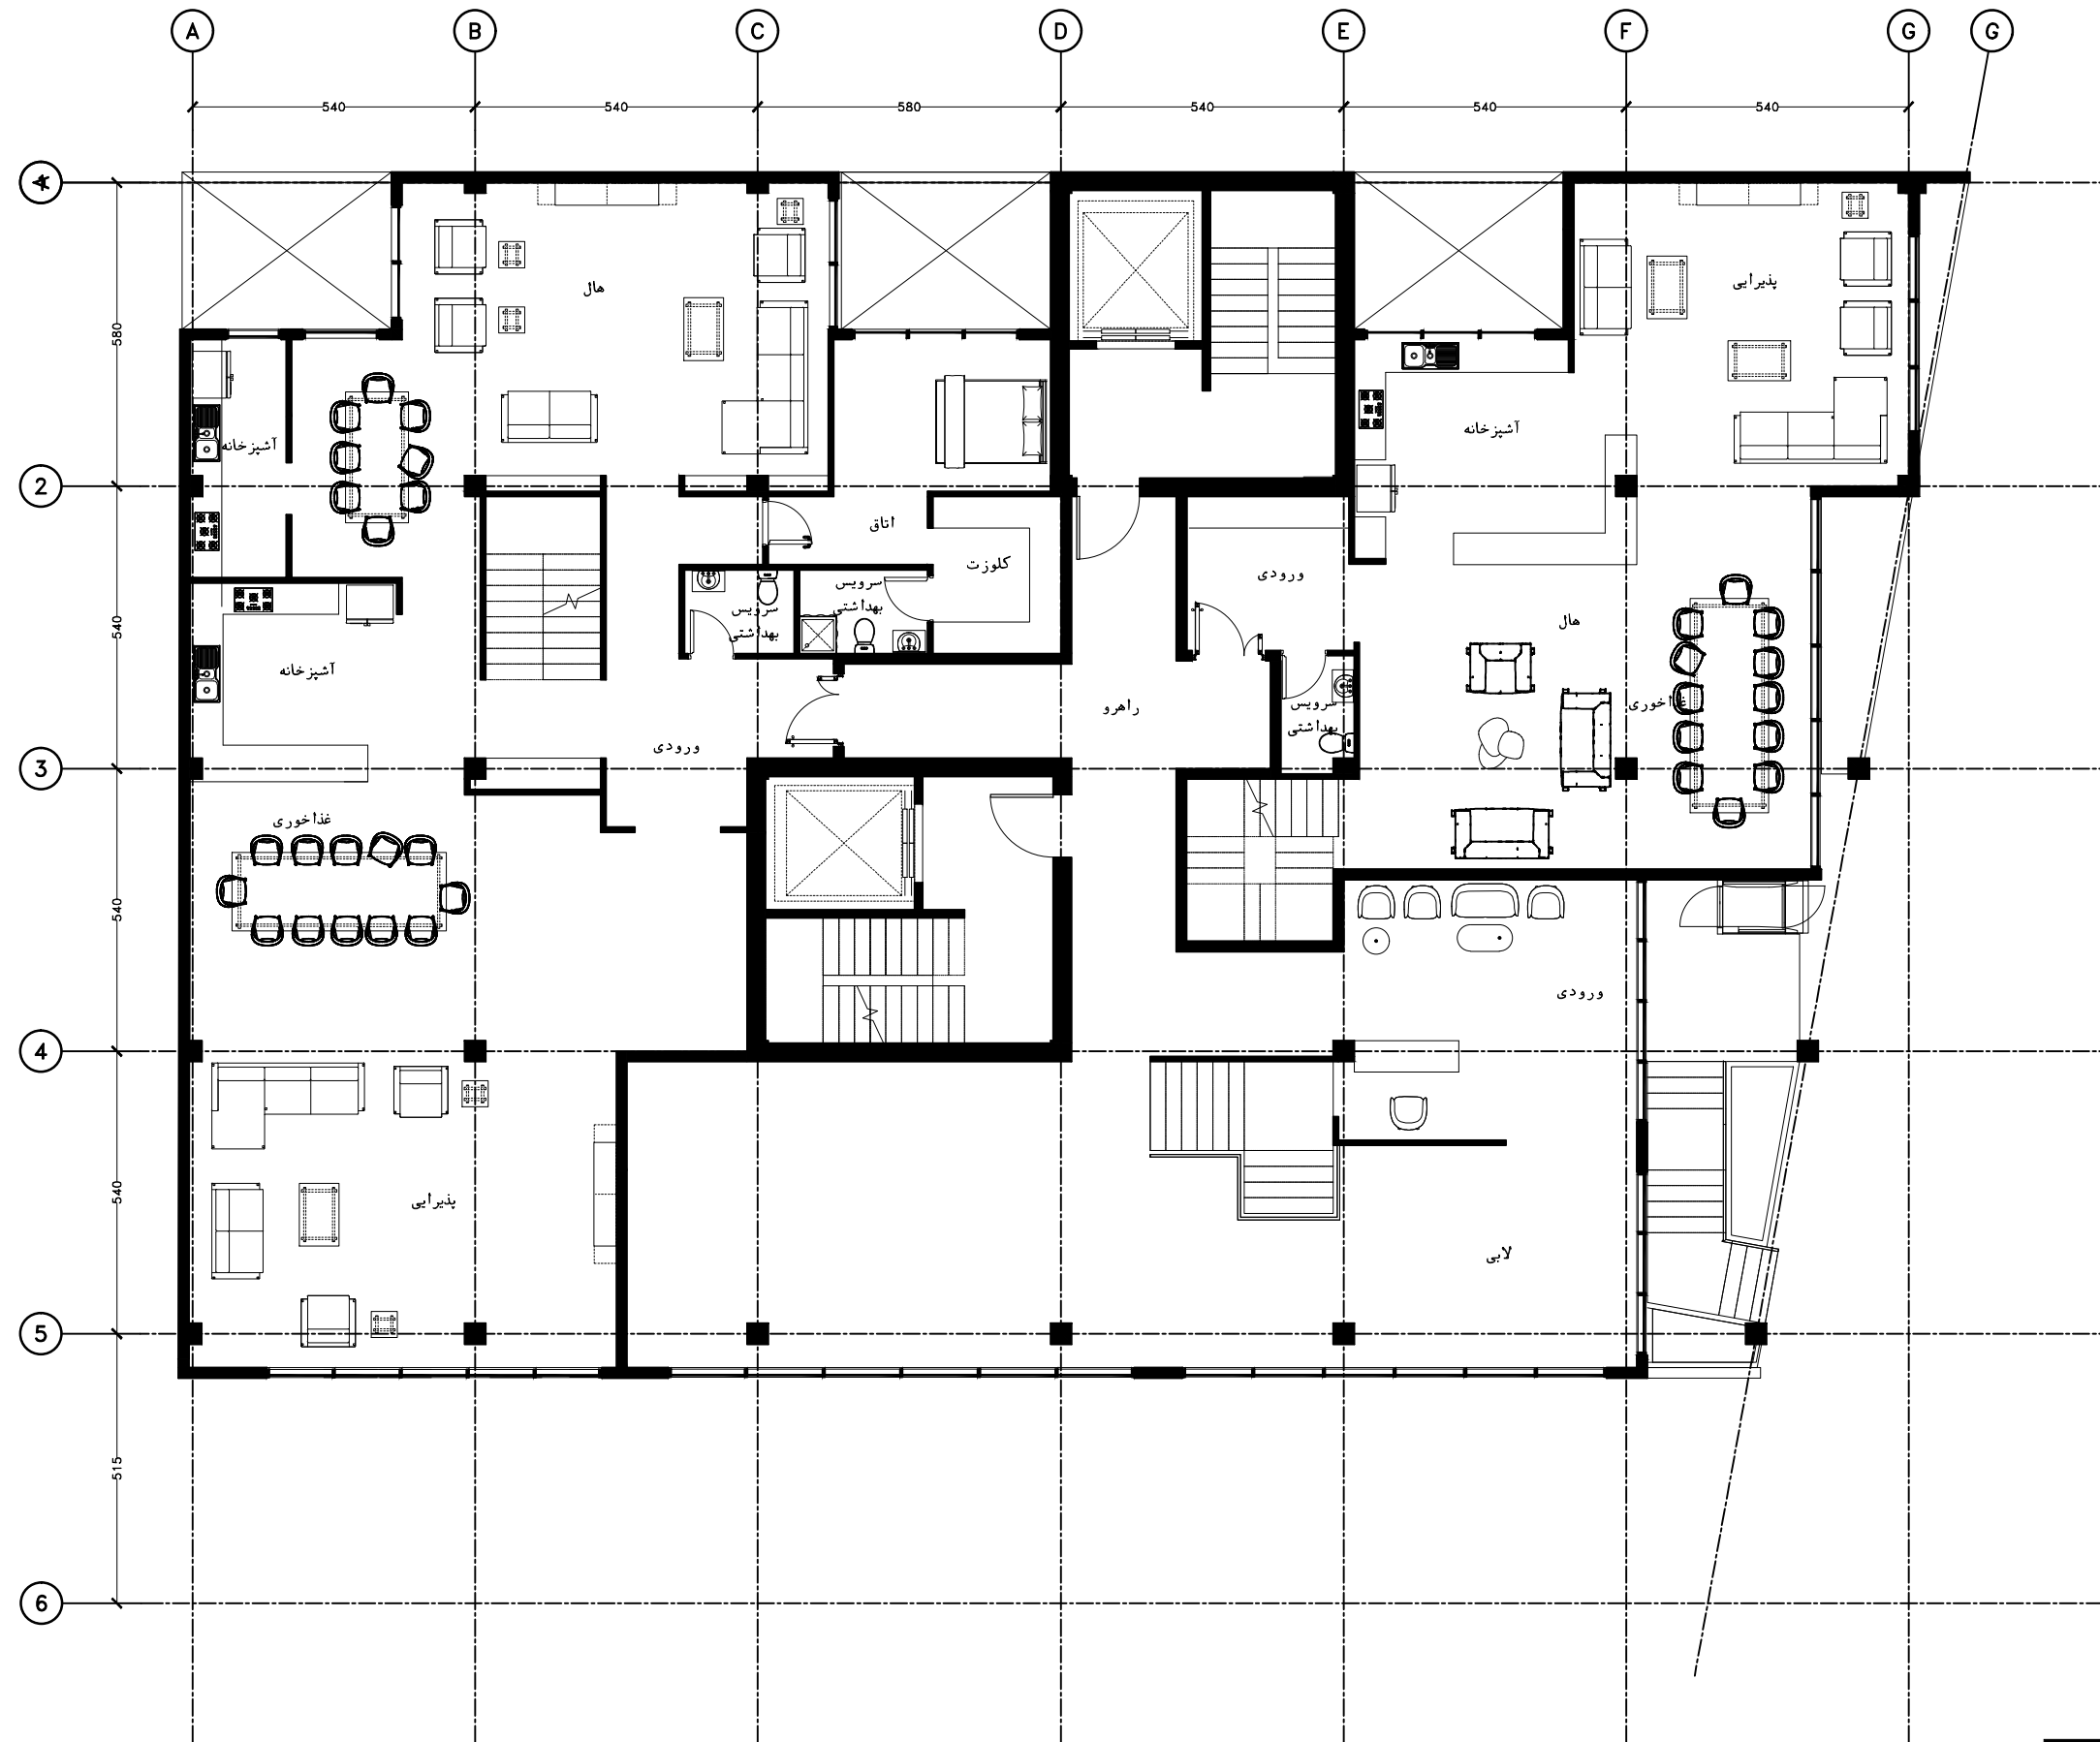 A B C D E F G G
540 540 580 540 540 540
580
هال
پذیرایی
آشپزخانه
آشپزخانه
2
اتاق
کلوزت
ورودی
540
سرویس
بهداشتی
سرویس
بهداشتی
هال
آشپزخانه
راهرو
غذاخوری
سرویس
بهداشتی
ورودی
3
غذاخوری
540
ورودی
4
540
پذیرایی
لابی
5
515
6